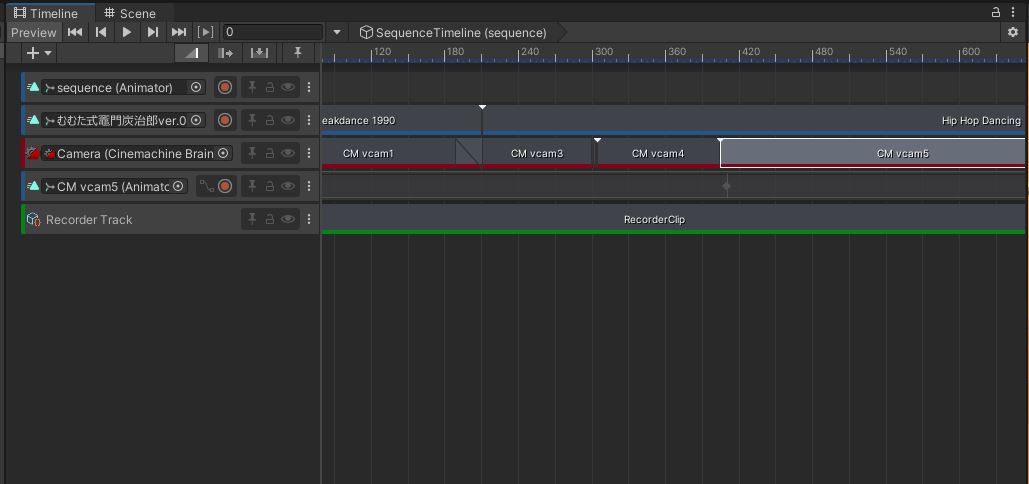 Timeline
Scene
Preview
0
SequenceTimeline (sequence)
120 180 240 300 360 420 480 540 600
sequence (Animator)
むむた式竈門炭治郎ver.0
eakdance 1990
Hip Hop Dancing
Camera (Cinemachine Brain
CM vcam1
CM vcam3
CM vcam4
CM vcam5
CM vcam5 (Animato
Recorder Track
RecorderClip